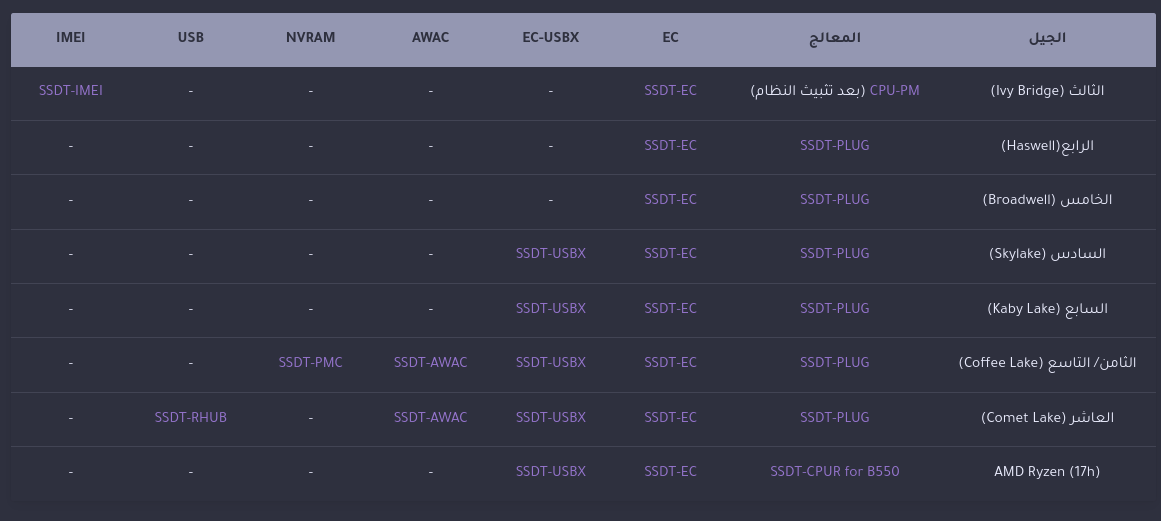 الجيل المعالج EC EC-USBX AWAC NVRAM USB IMEI
الثالث (Ivy Bridge) CPU-PM (بعد تثبيث النظام) SSDT-EC - - - - SSDT-IMEI
الرابع(Haswell) SSDT-PLUG SSDT-EC - - - - -
الخامس (Broadwell) SSDT-PLUG SSDT-EC - - - - -
السادس (Skylake) SSDT-PLUG SSDT-EC SSDT-USBX - - - -
السابع (Kaby Lake) SSDT-PLUG SSDT-EC SSDT-USBX - - - -
الثامن/ التاسع (Coffee Lake) SSDT-PLUG SSDT-EC SSDT-USBX SSDT-AWAC SSDT-PMC - -
العاشر (Comet Lake) SSDT-PLUG SSDT-EC SSDT-USBX SSDT-AWAC - SSDT-RHUB -
AMD Ryzen (17h) SSDT-CPUR for B550 SSDT-EC SSDT-USBX - - - -